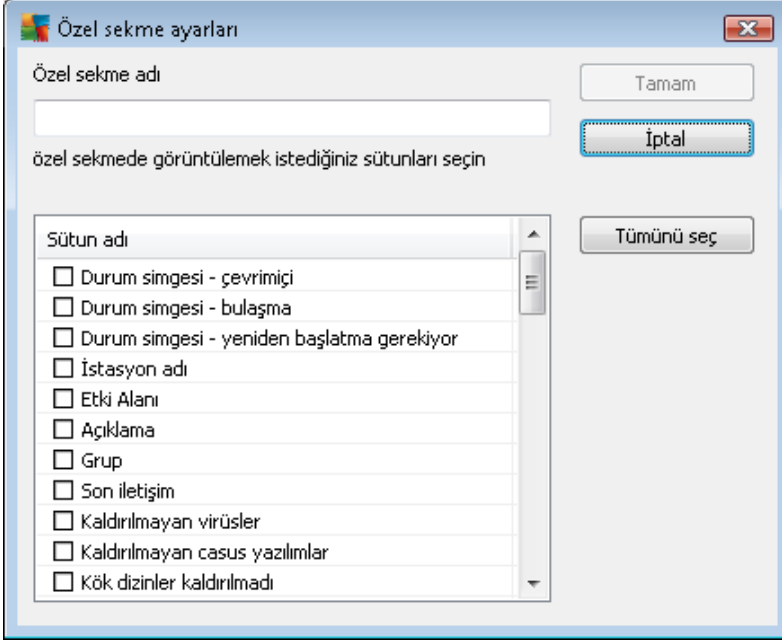 Özel sekme ayarları
Özel sekme adı
Tamam
İptal
özel sekmede görüntülemek istediğiniz sütunları seçin
Tümünü seç
Sütun adı
Durum simgesi - çevrimiçi
Durum simgesi - bulaşma
Durum simgesi - yeniden başlatma gerekiyor
İstasyon adı
Etki Alanı
Açıklama
Grup
Son iletişim
Kaldırılmayan virüsler
Kaldırılmayan casus yazılımlar
Kök dizinler kaldırılmadı